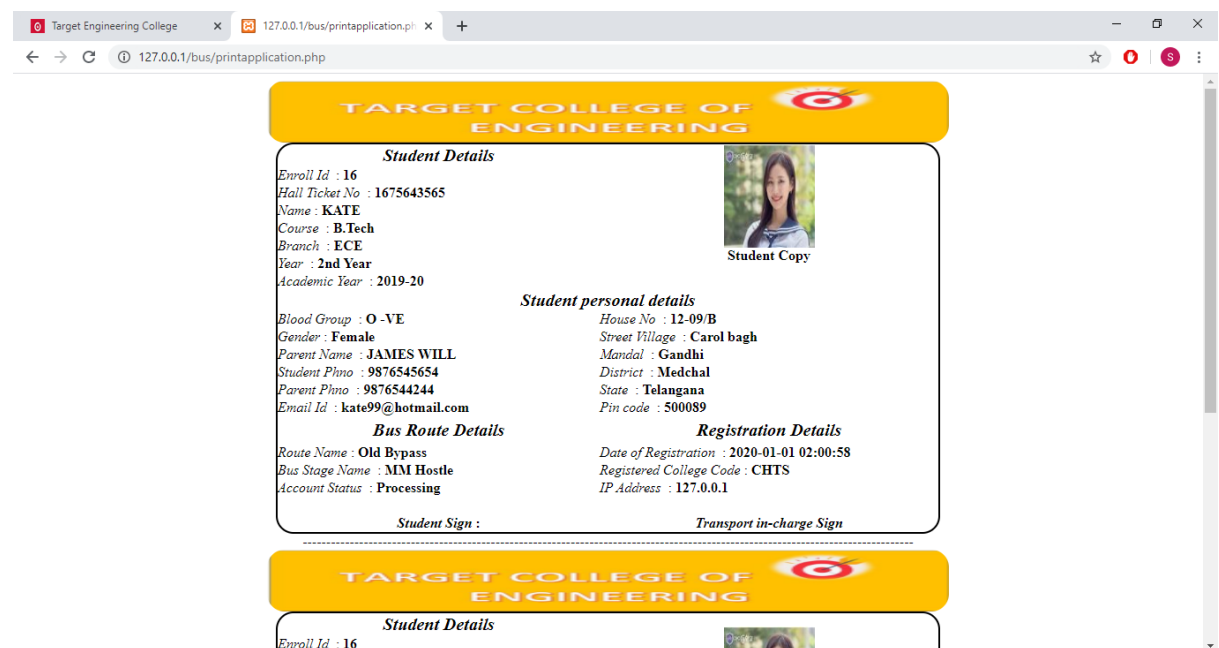 Target Engineering College
127.0.0.1/bus/printapplication.ph
127.0.0.1/bus/printapplication.php
S
TARGET COLLEGE OF
ENGINEERING
Student Details
Enroll Id : 16
Hall Ticket No : 1675643565
Name : KATE
Course : B.Tech
Branch : ECE
Year : 2nd Year
Academic Year : 2019-20
Student Copy
Student personal details
Blood Group : O -VE
Gender : Female
Parent Name : JAMES WILL
Student Phno : 9876545654
Parent Phno : 9876544244
Email Id : kate99@hotmail.com
House No : 12-09/B
Street Village : Carol bagh
Mandal : Gandhi
District : Medchal
State : Telangana
Pin code : 500089
Bus Route Details
Route Name : Old Bypass
Bus Stage Name : MM Hostle
Account Status : Processing
Registration Details
Date of Registration : 2020-01-01 02:00:58
Registered College Code : CHTS
IP Address : 127.0.0.1
Student Sign :
Transport in-charge Sign
TARGET COLLEGE OF
ENGINEERING
Student Details
Enroll Id : 16